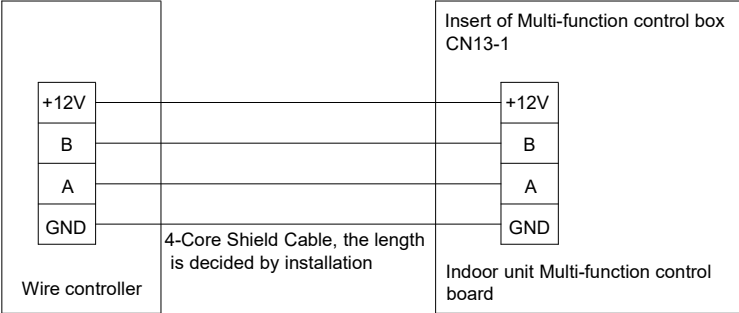 Insert of Multi-function control box
CN13-1
+12V
B
A
GND
+12V
B
A
GND
4-Core Shield Cable, the length
is decided by installation
Wire controller
Indoor unit Multi-function control
board